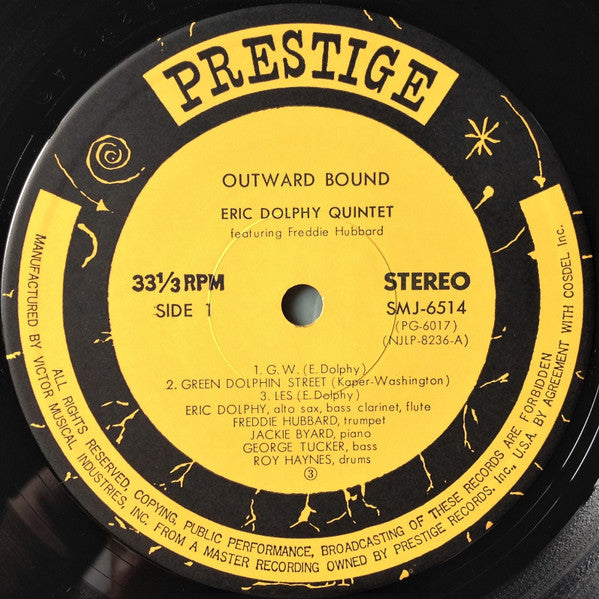 PRESTIGE
OUTWARD BOUND
ERIC DOLPHY QUINTET
featuring Freddie Hubbard
33⅓ RPM
SIDE 1
STEREO
SMJ-6514
(PG-6017)
(NJLP-8236-A)
1. G.W. (E. Dolphy)
2. GREEN DOLPHIN STREET (Kaper-Washington)
3. LES (E. Dolphy)
ERIC DOLPHY, alto sax, bass clarinet, flute
FREDDIE HUBBARD, trumpet
JACKIE BYARD, piano
GEORGE TUCKER, bass
ROY HAYNES, drums
③
MANUFACTURED BY VICTOR MUSICAL INDUSTRIES, INC. FROM A MASTER RECORDING OWNED BY PRESTIGE RECORDS. Inc., U.S.A. BY AGREEMENT WITH COSDEL Inc.
ALL RIGHTS RESERVED, COPYING, PUBLIC PERFORMANCE, BROADCASTING OF THESE RECORDS ARE FORBIDDEN